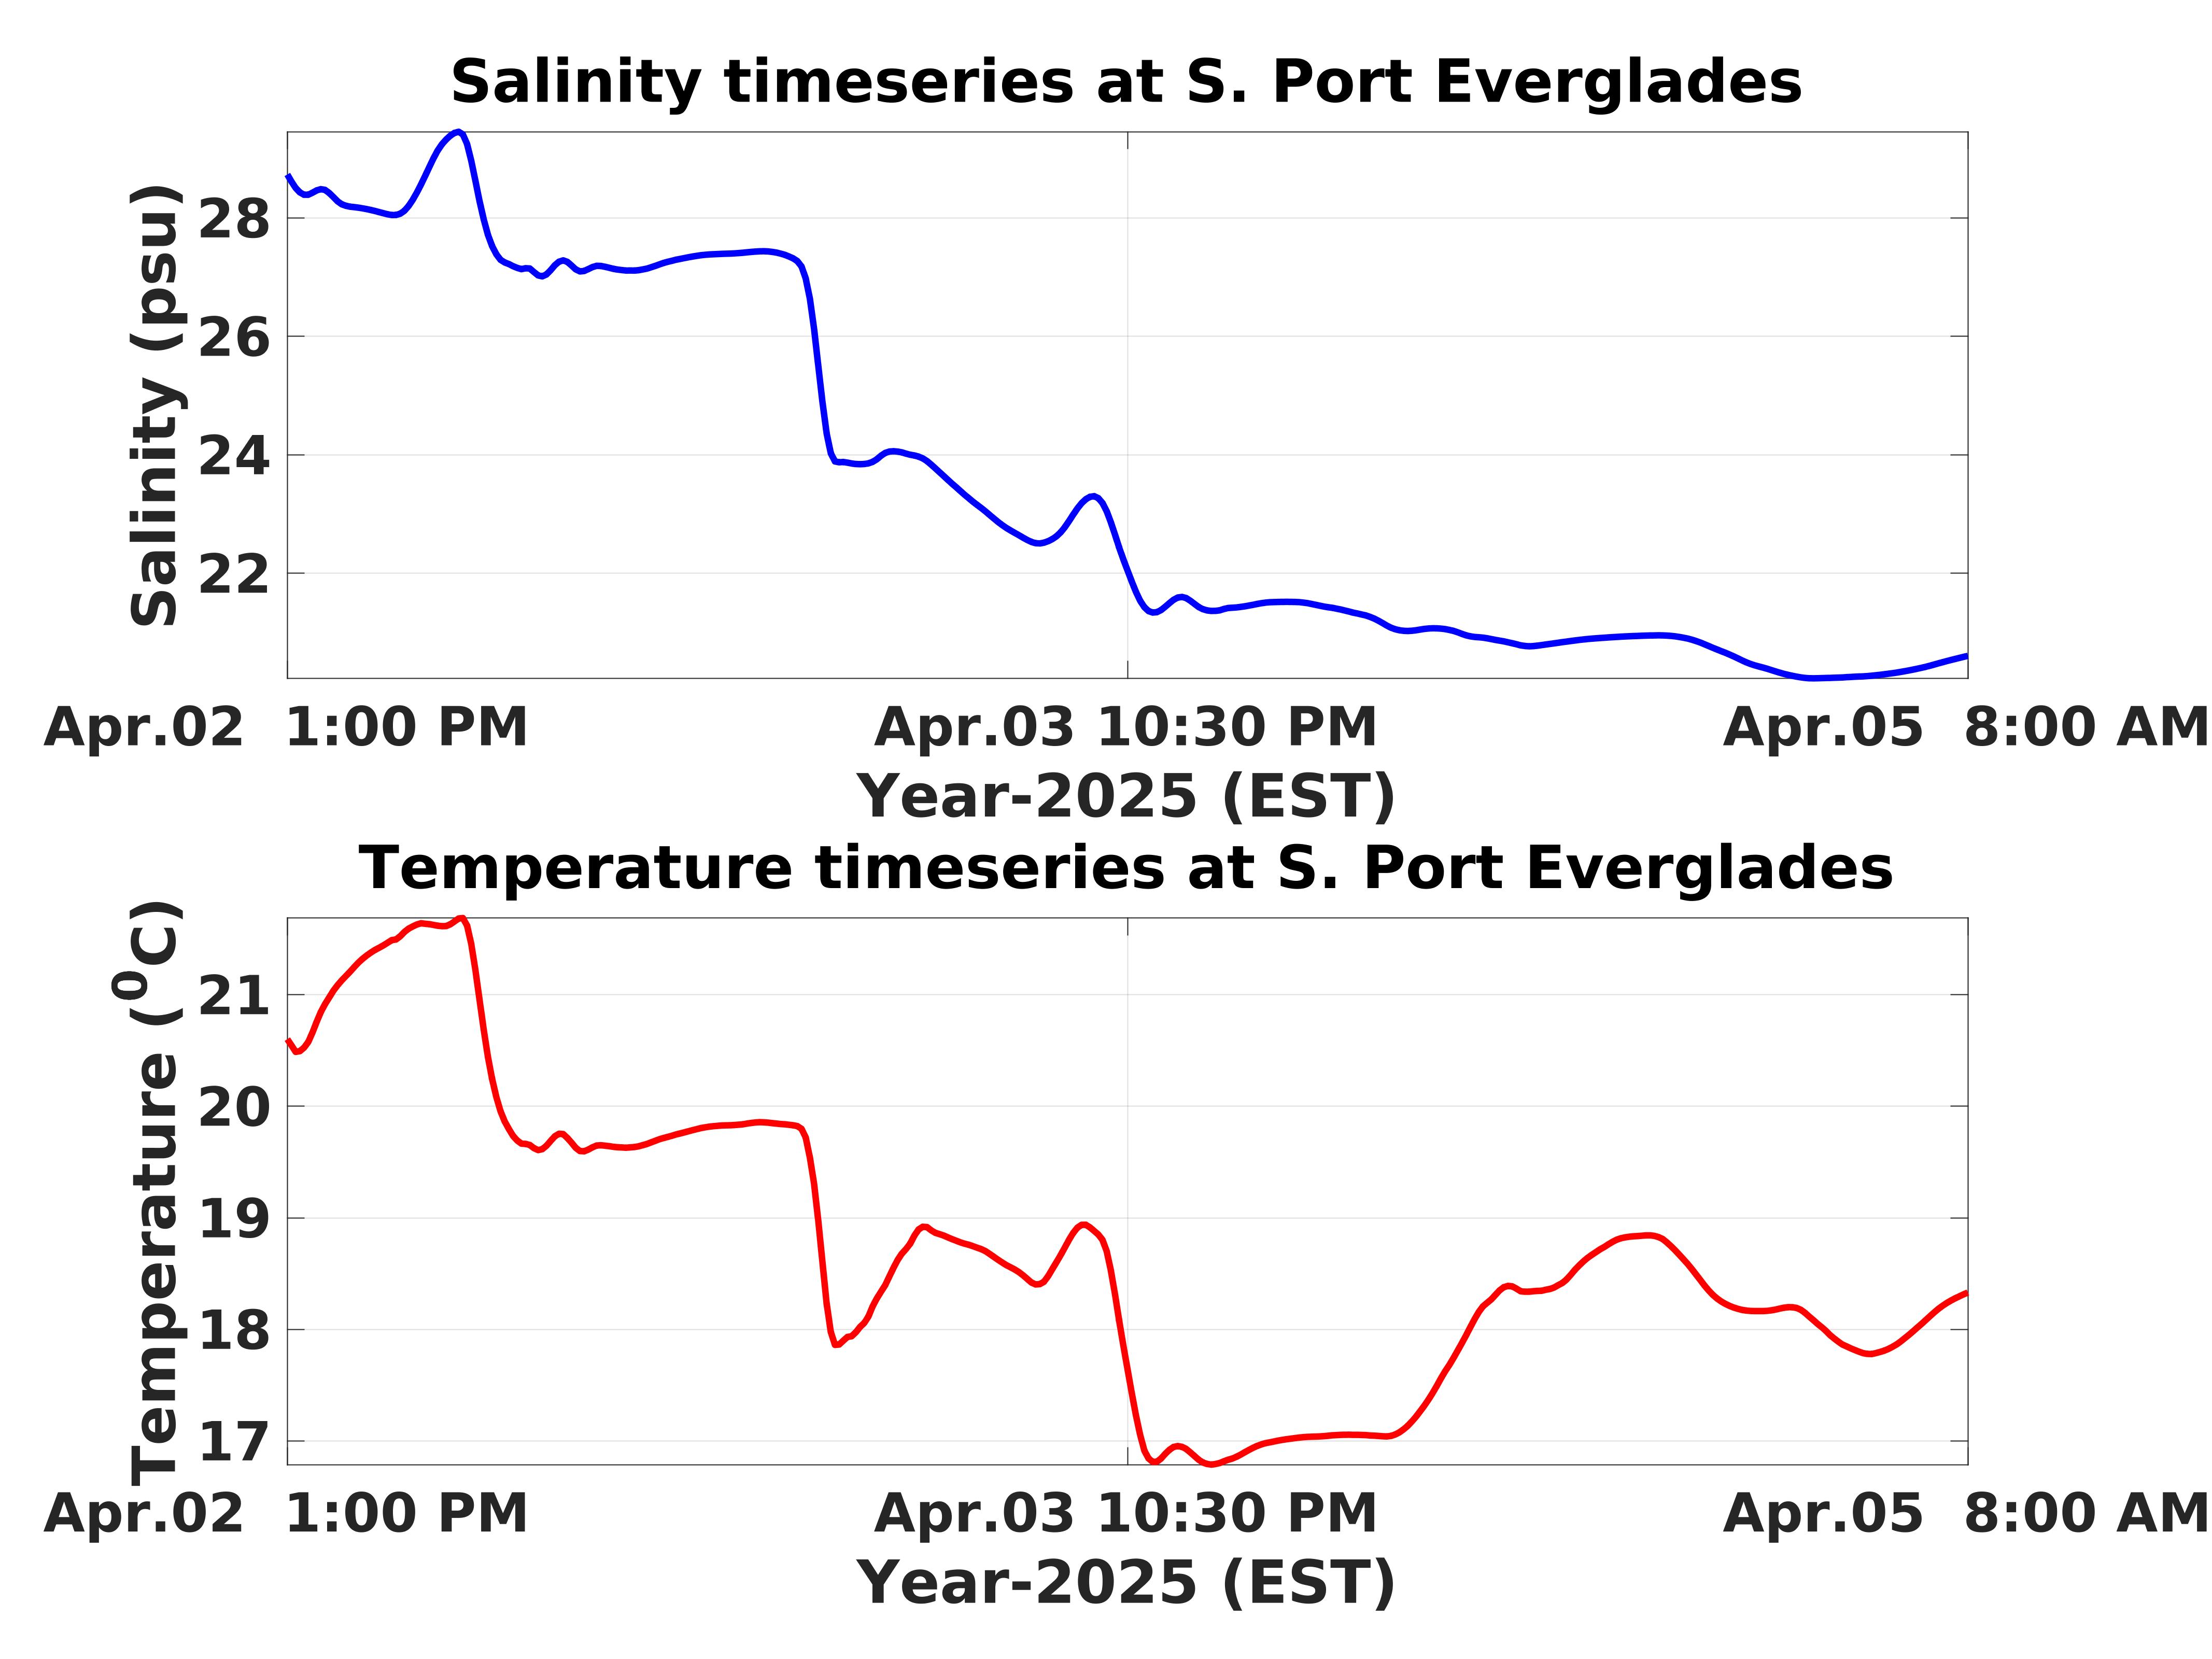 Salinity timeseries at S. Port Everglades
Salinity (psu)
28
26
24
22
Apr.02  1:00 PM
Apr.03 10:30 PM
Apr.05  8:00 AM
Year-2025 (EST)
Temperature timeseries at S. Port Everglades
Temperature (⁰C)
21
20
19
18
17
Apr.02  1:00 PM
Apr.03 10:30 PM
Apr.05  8:00 AM
Year-2025 (EST)